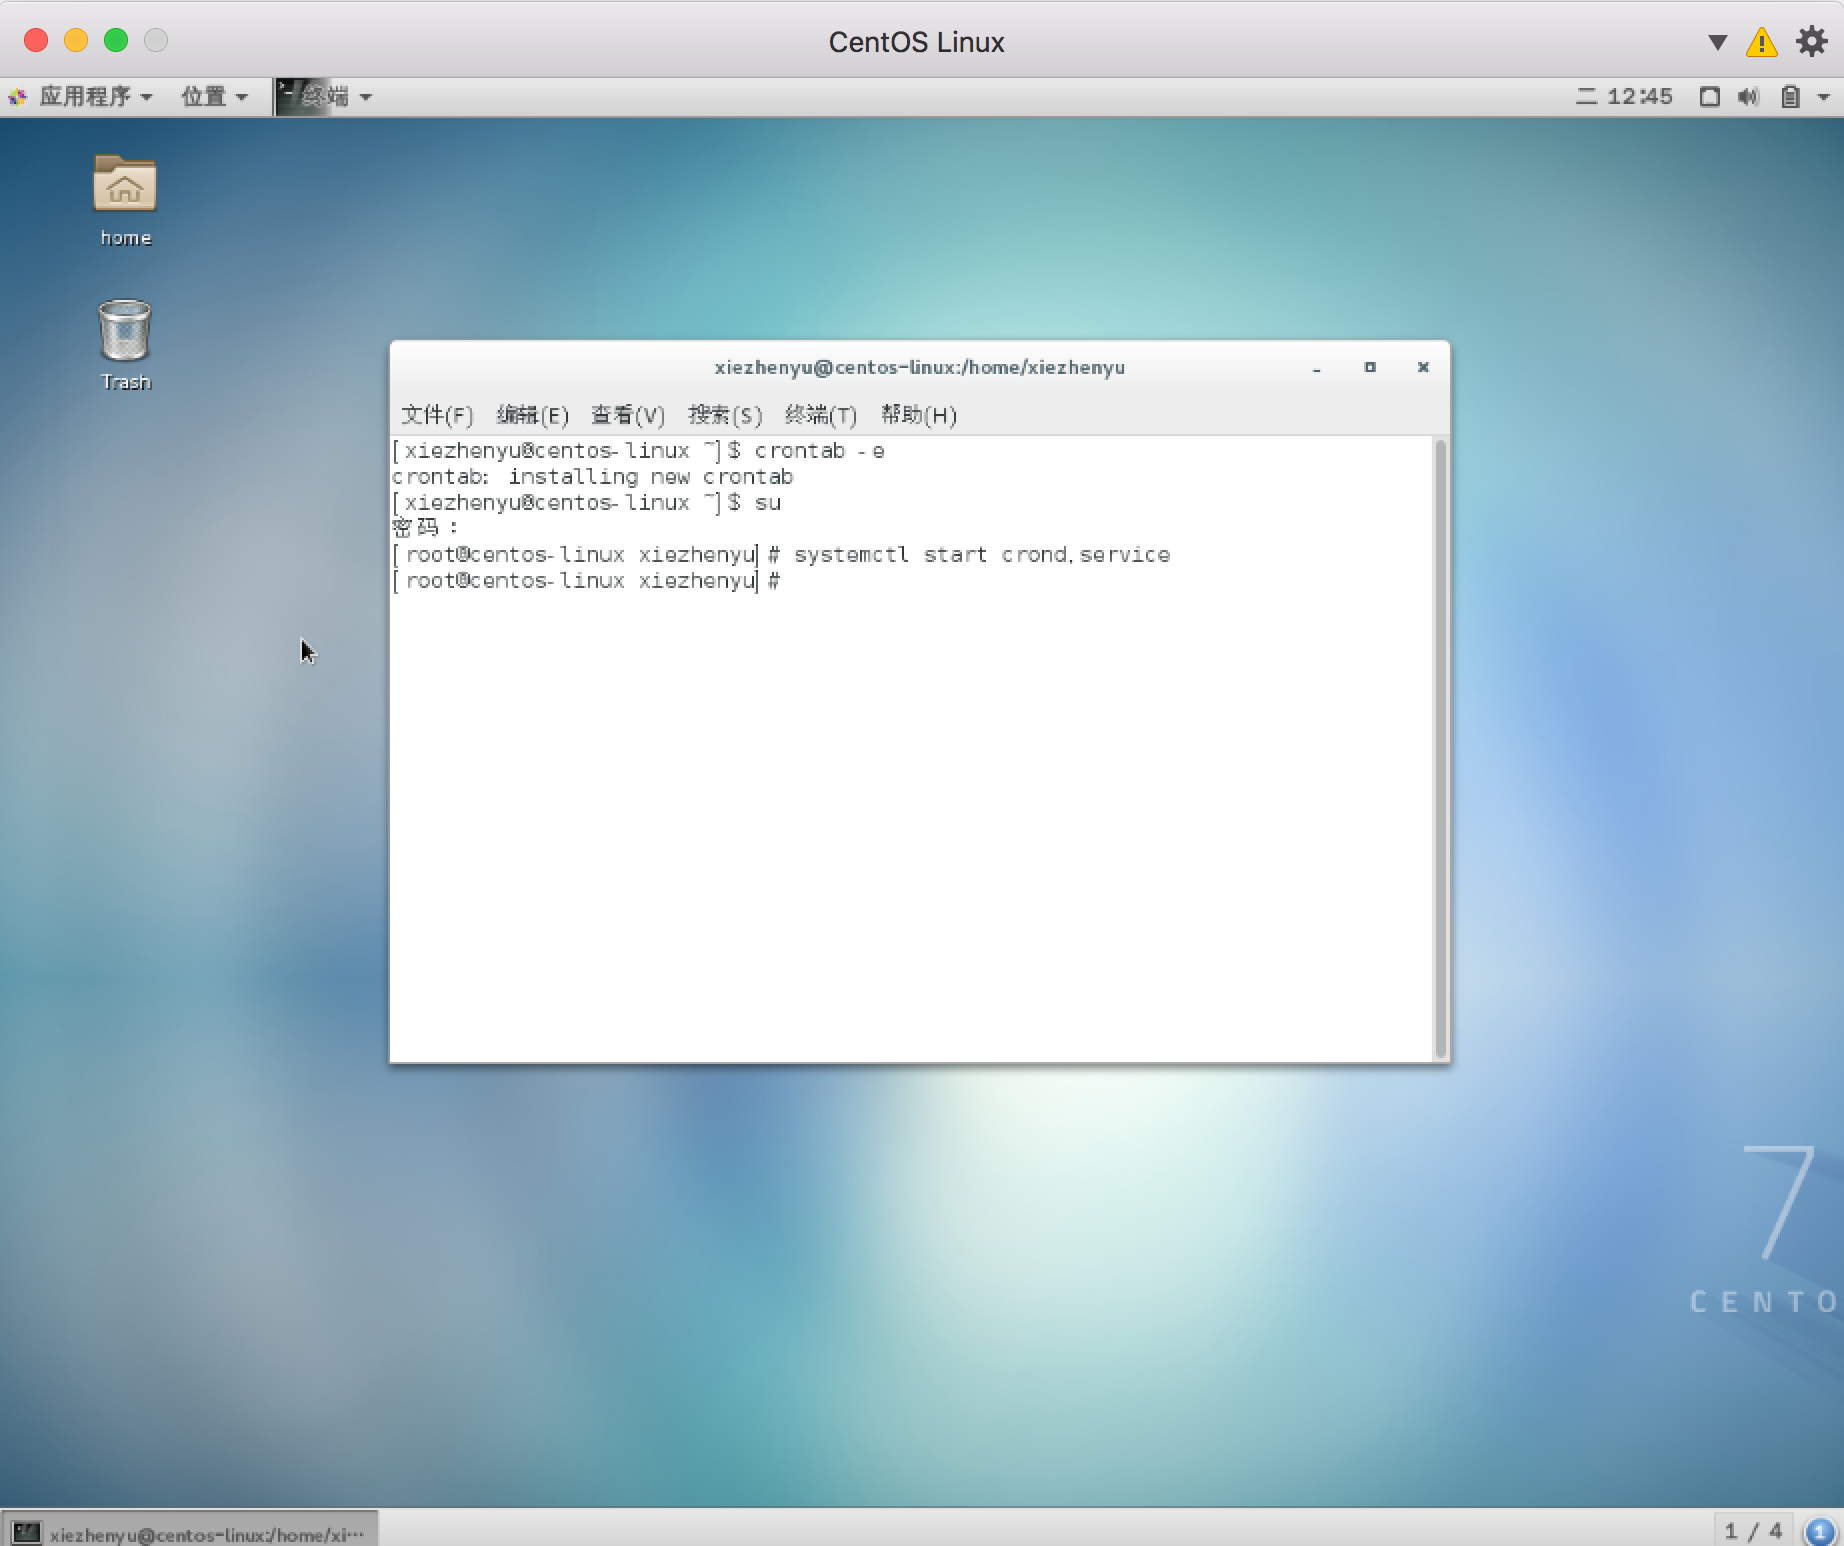 CentOS Linux
应用程序 位置 终端 二 12:45
home
Trash
xiezhenyu@centos-linux:/home/xiezhenyu
文件(F) 编辑(E) 查看(V) 搜索(S) 终端(T) 帮助(H)
[xiezhenyu@centos-linux ~]$ crontab -e
crontab: installing new crontab
[xiezhenyu@centos-linux ~]$ su
密码：
[root@centos-linux xiezhenyu]# systemctl start crond.service
[root@centos-linux xiezhenyu]#
7
CENTO
xiezhenyu@centos-linux:/home/xi… 1 / 4 1